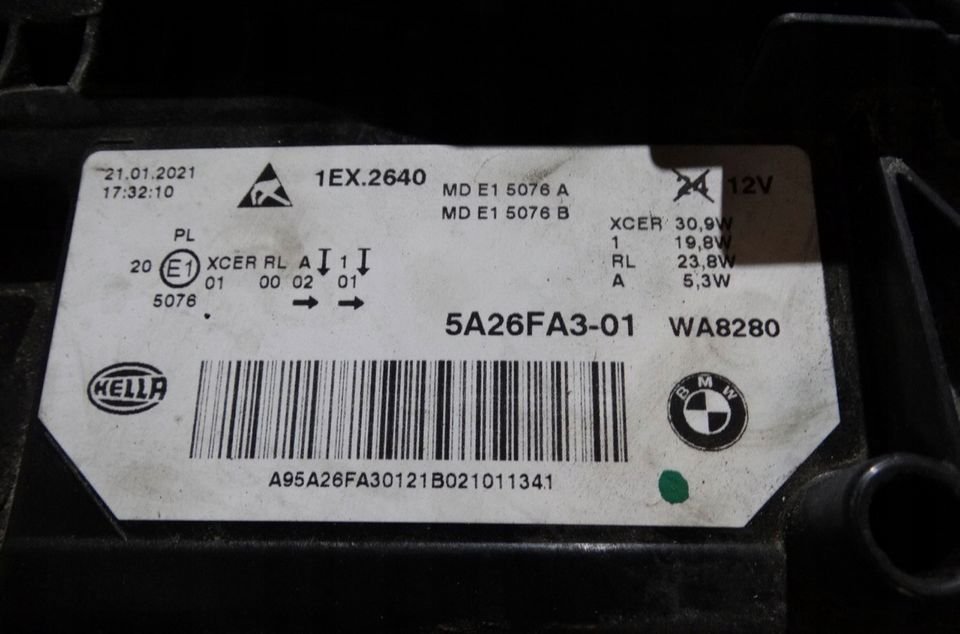 21.01.2021
17:32:10
1EX.2640
MD E1 5076 A
MD E1 5076 B
24 12V
XCER 30,9W
1 19,8W
RL 23,8W
A 5,3W
PL
20 E1 XCER RL A 1
01 00 02 01
5076
5A26FA3-01 WA8280
HELLA
BMW
A95A26FA30121B021011341